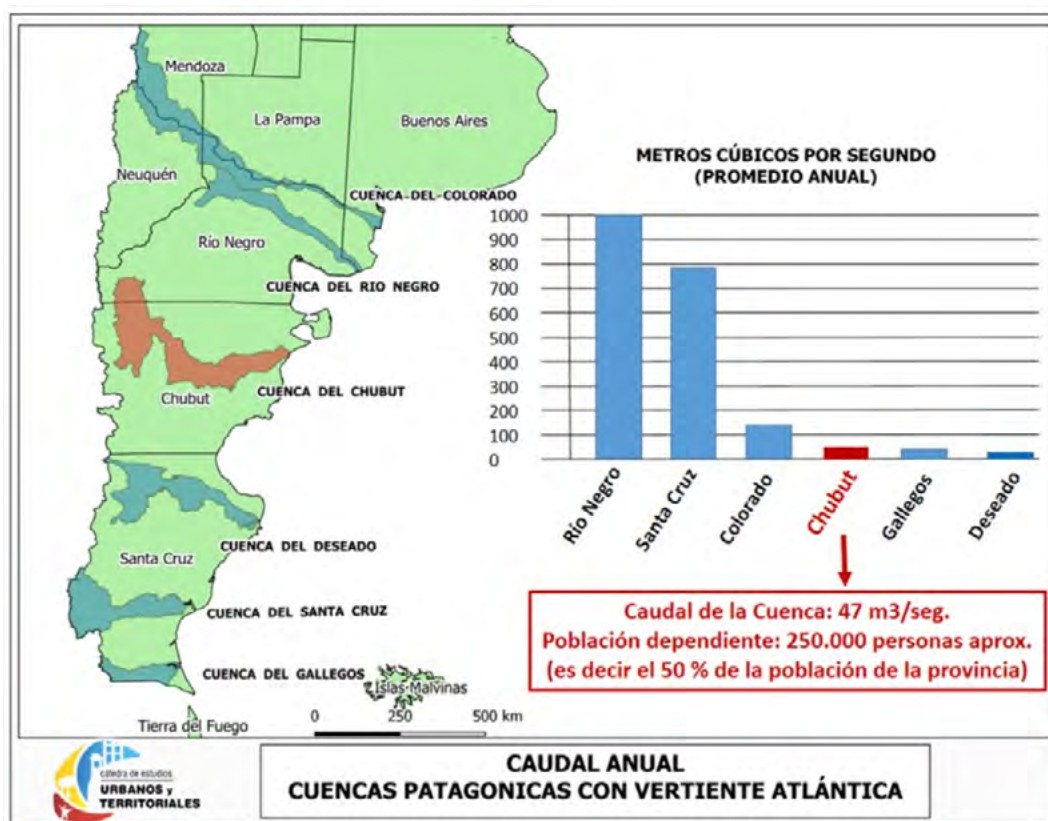 Mendoza
La Pampa
Buenos Aires
Neuquén
CUENCA DEL COLORADO
Río Negro
CUENCA DEL RIO NEGRO
CUENCA DEL CHUBUT
Chubut
CUENCA DEL DESEADO
Santa Cruz
CUENCA DEL SANTA CRUZ
CUENCA DEL GALLEGOS
Islas Malvinas
Tierra del Fuego
0 250 500 km
METROS CÚBICOS POR SEGUNDO
(PROMEDIO ANUAL)
1000
900
800
700
600
500
400
300
200
100
0
Río Negro
Santa Cruz
Colorado
Chubut
Gallegos
Deseado
Caudal de la Cuenca: 47 m3/seg.
Población dependiente: 250.000 personas aprox.
(es decir el 50 % de la población de la provincia)
cátedra de estudios
URBANOS y
TERRITORIALES
CAUDAL ANUAL
CUENCAS PATAGONICAS CON VERTIENTE ATLÁNTICA